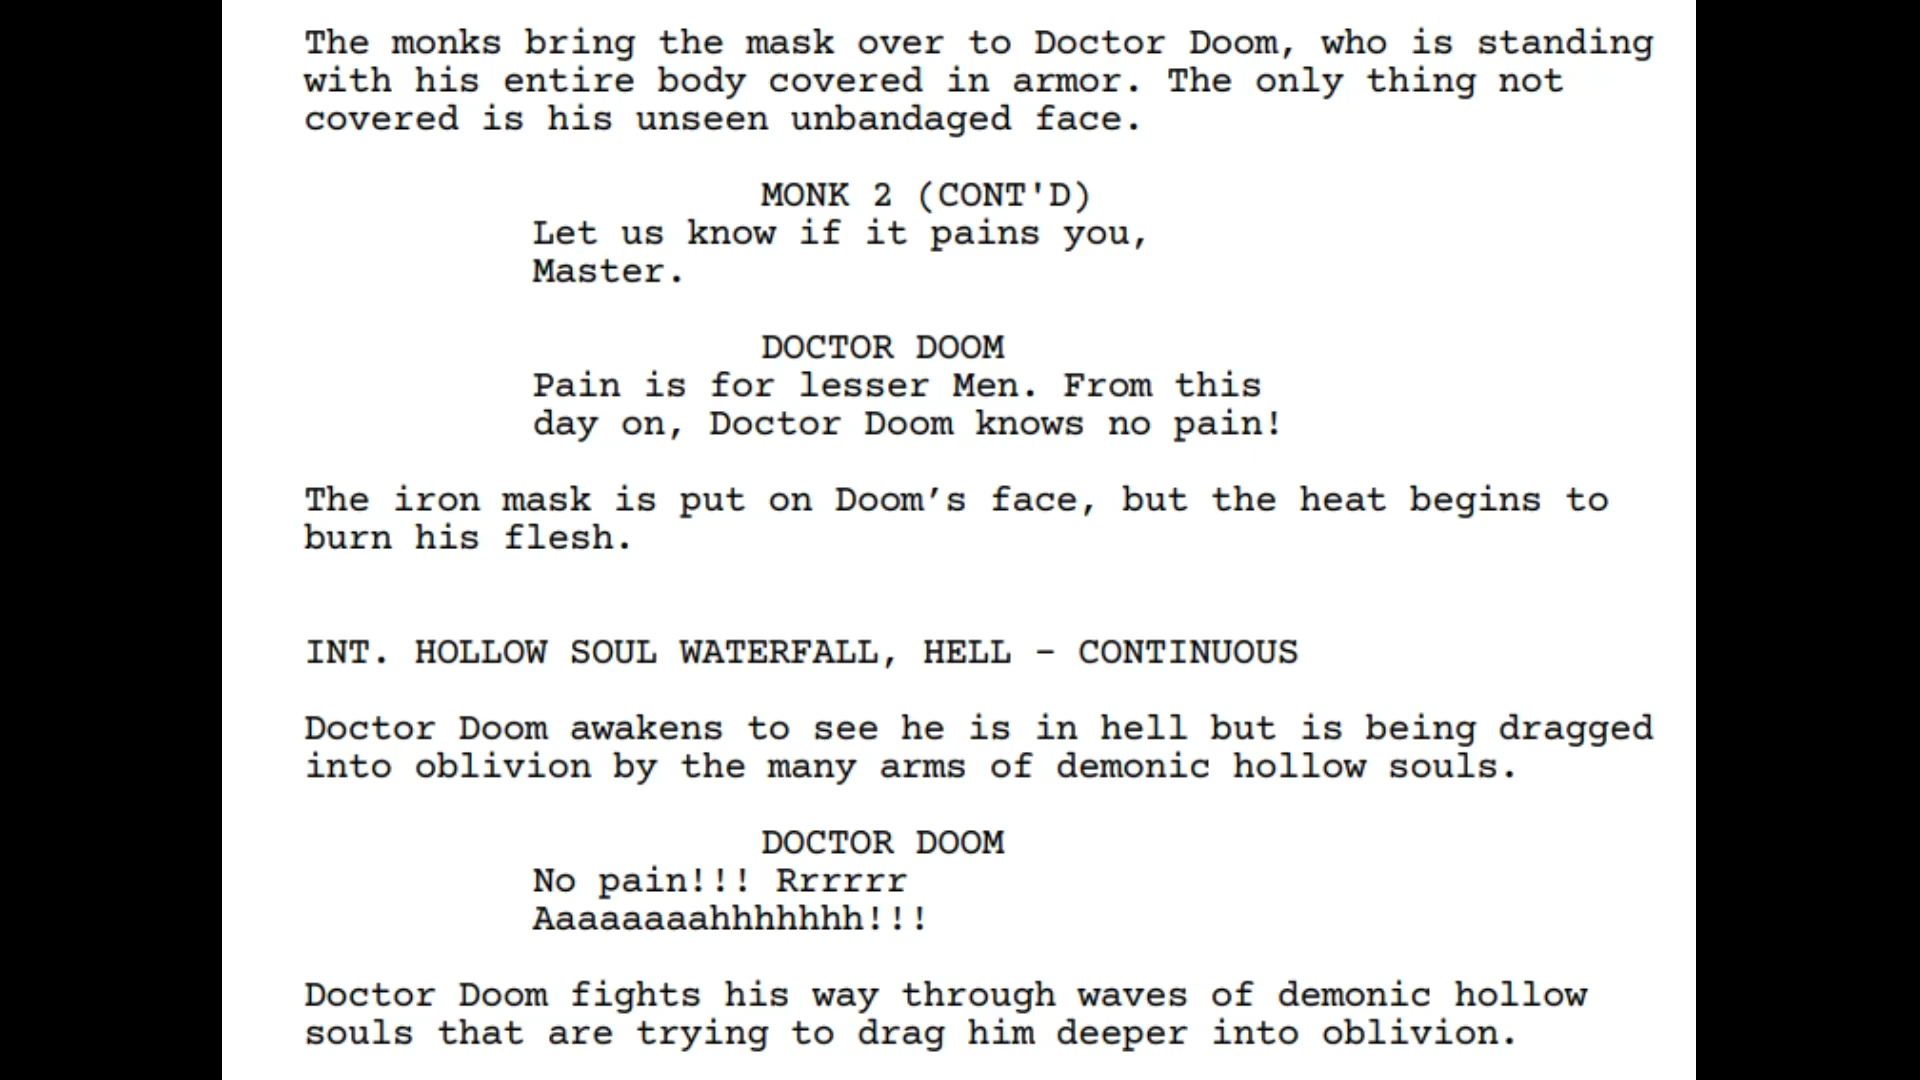 The monks bring the mask over to Doctor Doom, who is standing
with his entire body covered in armor. The only thing not
covered is his unseen unbandaged face.
MONK 2 (CONT'D)
Let us know if it pains you,
Master.
DOCTOR DOOM
Pain is for lesser Men. From this
day on, Doctor Doom knows no pain!
The iron mask is put on Doom’s face, but the heat begins to
burn his flesh.
INT. HOLLOW SOUL WATERFALL, HELL - CONTINUOUS
Doctor Doom awakens to see he is in hell but is being dragged
into oblivion by the many arms of demonic hollow souls.
DOCTOR DOOM
No pain!!! Rrrrrr
Aaaaaaaahhhhhhh!!!
Doctor Doom fights his way through waves of demonic hollow
souls that are trying to drag him deeper into oblivion.